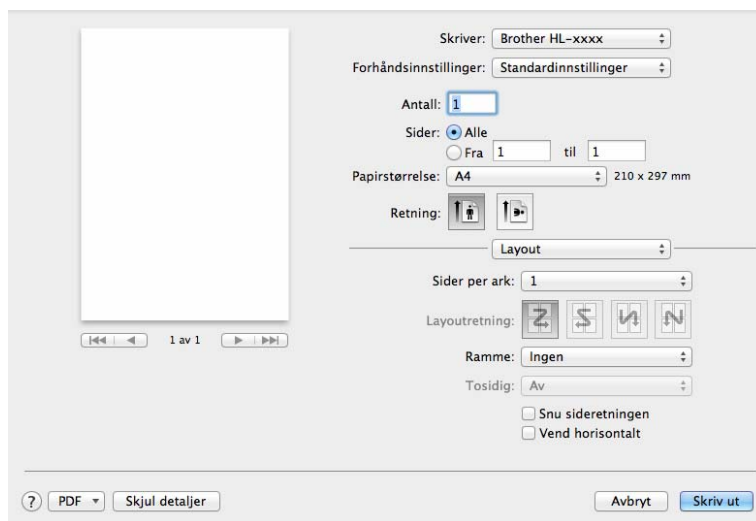 Skriver: Brother HL-xxxx
Forhåndsinnstillinger: Standardinnstillinger
Antall: 1
Sider: Alle
Fra 1 til 1
Papirstørrelse: A4 210 x 297 mm
Retning:
Layout
Sider per ark: 1
Layoutretning:
1 av 1
Ramme: Ingen
Tosidig: Av
Snu sideretningen
Vend horisontalt
? PDF Skjul detaljer Avbryt Skriv ut